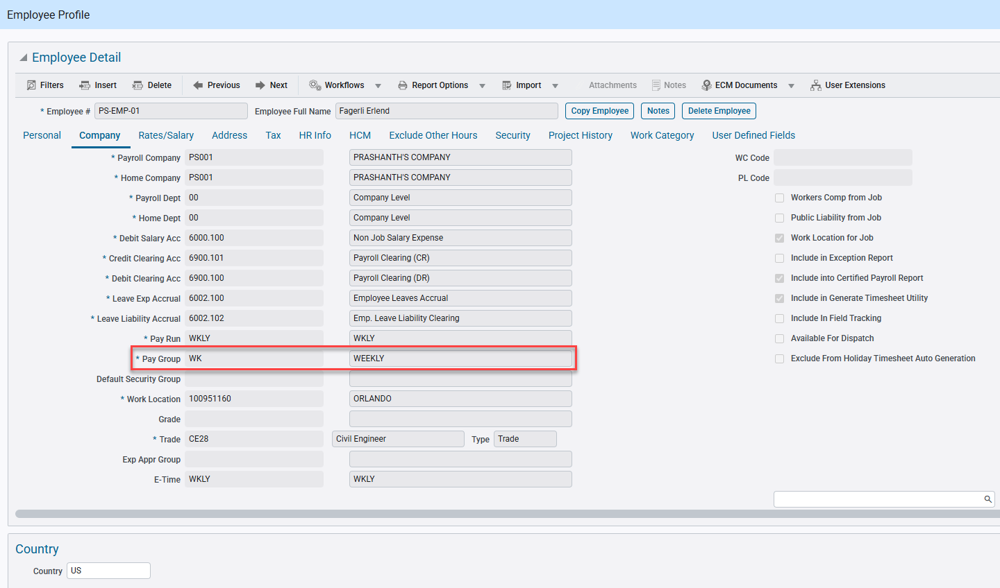 Employee Profile
Employee Detail
Filters Insert Delete Previous Next Workflows Report Options Import Attachments Notes ECM Documents User Extensions
* Employee # PS-EMP-01 Employee Full Name Fagerli Erlend Copy Employee Notes Delete Employee
Personal Company Rates/Salary Address Tax HR Info HCM Exclude Other Hours Security Project History Work Category User Defined Fields
* Payroll Company PS001 PRASHANTH'S COMPANY WC Code
* Home Company PS001 PRASHANTH'S COMPANY PL Code
* Payroll Dept 00 Company Level Workers Comp from Job
* Home Dept 00 Company Level Public Liability from Job
* Debit Salary Acc 6000.100 Non Job Salary Expense Work Location for Job
* Credit Clearing Acc 6900.101 Payroll Clearing (CR) Include in Exception Report
* Debit Clearing Acc 6900.100 Payroll Clearing (DR) Include into Certified Payroll Report
* Leave Exp Accrual 6002.100 Employee Leaves Accrual Include in Generate Timesheet Utility
* Leave Liability Accrual 6002.102 Emp. Leave Liability Clearing Include In Field Tracking
* Pay Run WKLY WKLY Available For Dispatch
* Pay Group WK WEEKLY Exclude From Holiday Timesheet Auto Generation
Default Security Group
* Work Location 100951160 ORLANDO
Grade
* Trade CE28 Civil Engineer Type Trade
Exp Appr Group
E-Time WKLY WKLY
Country
Country US